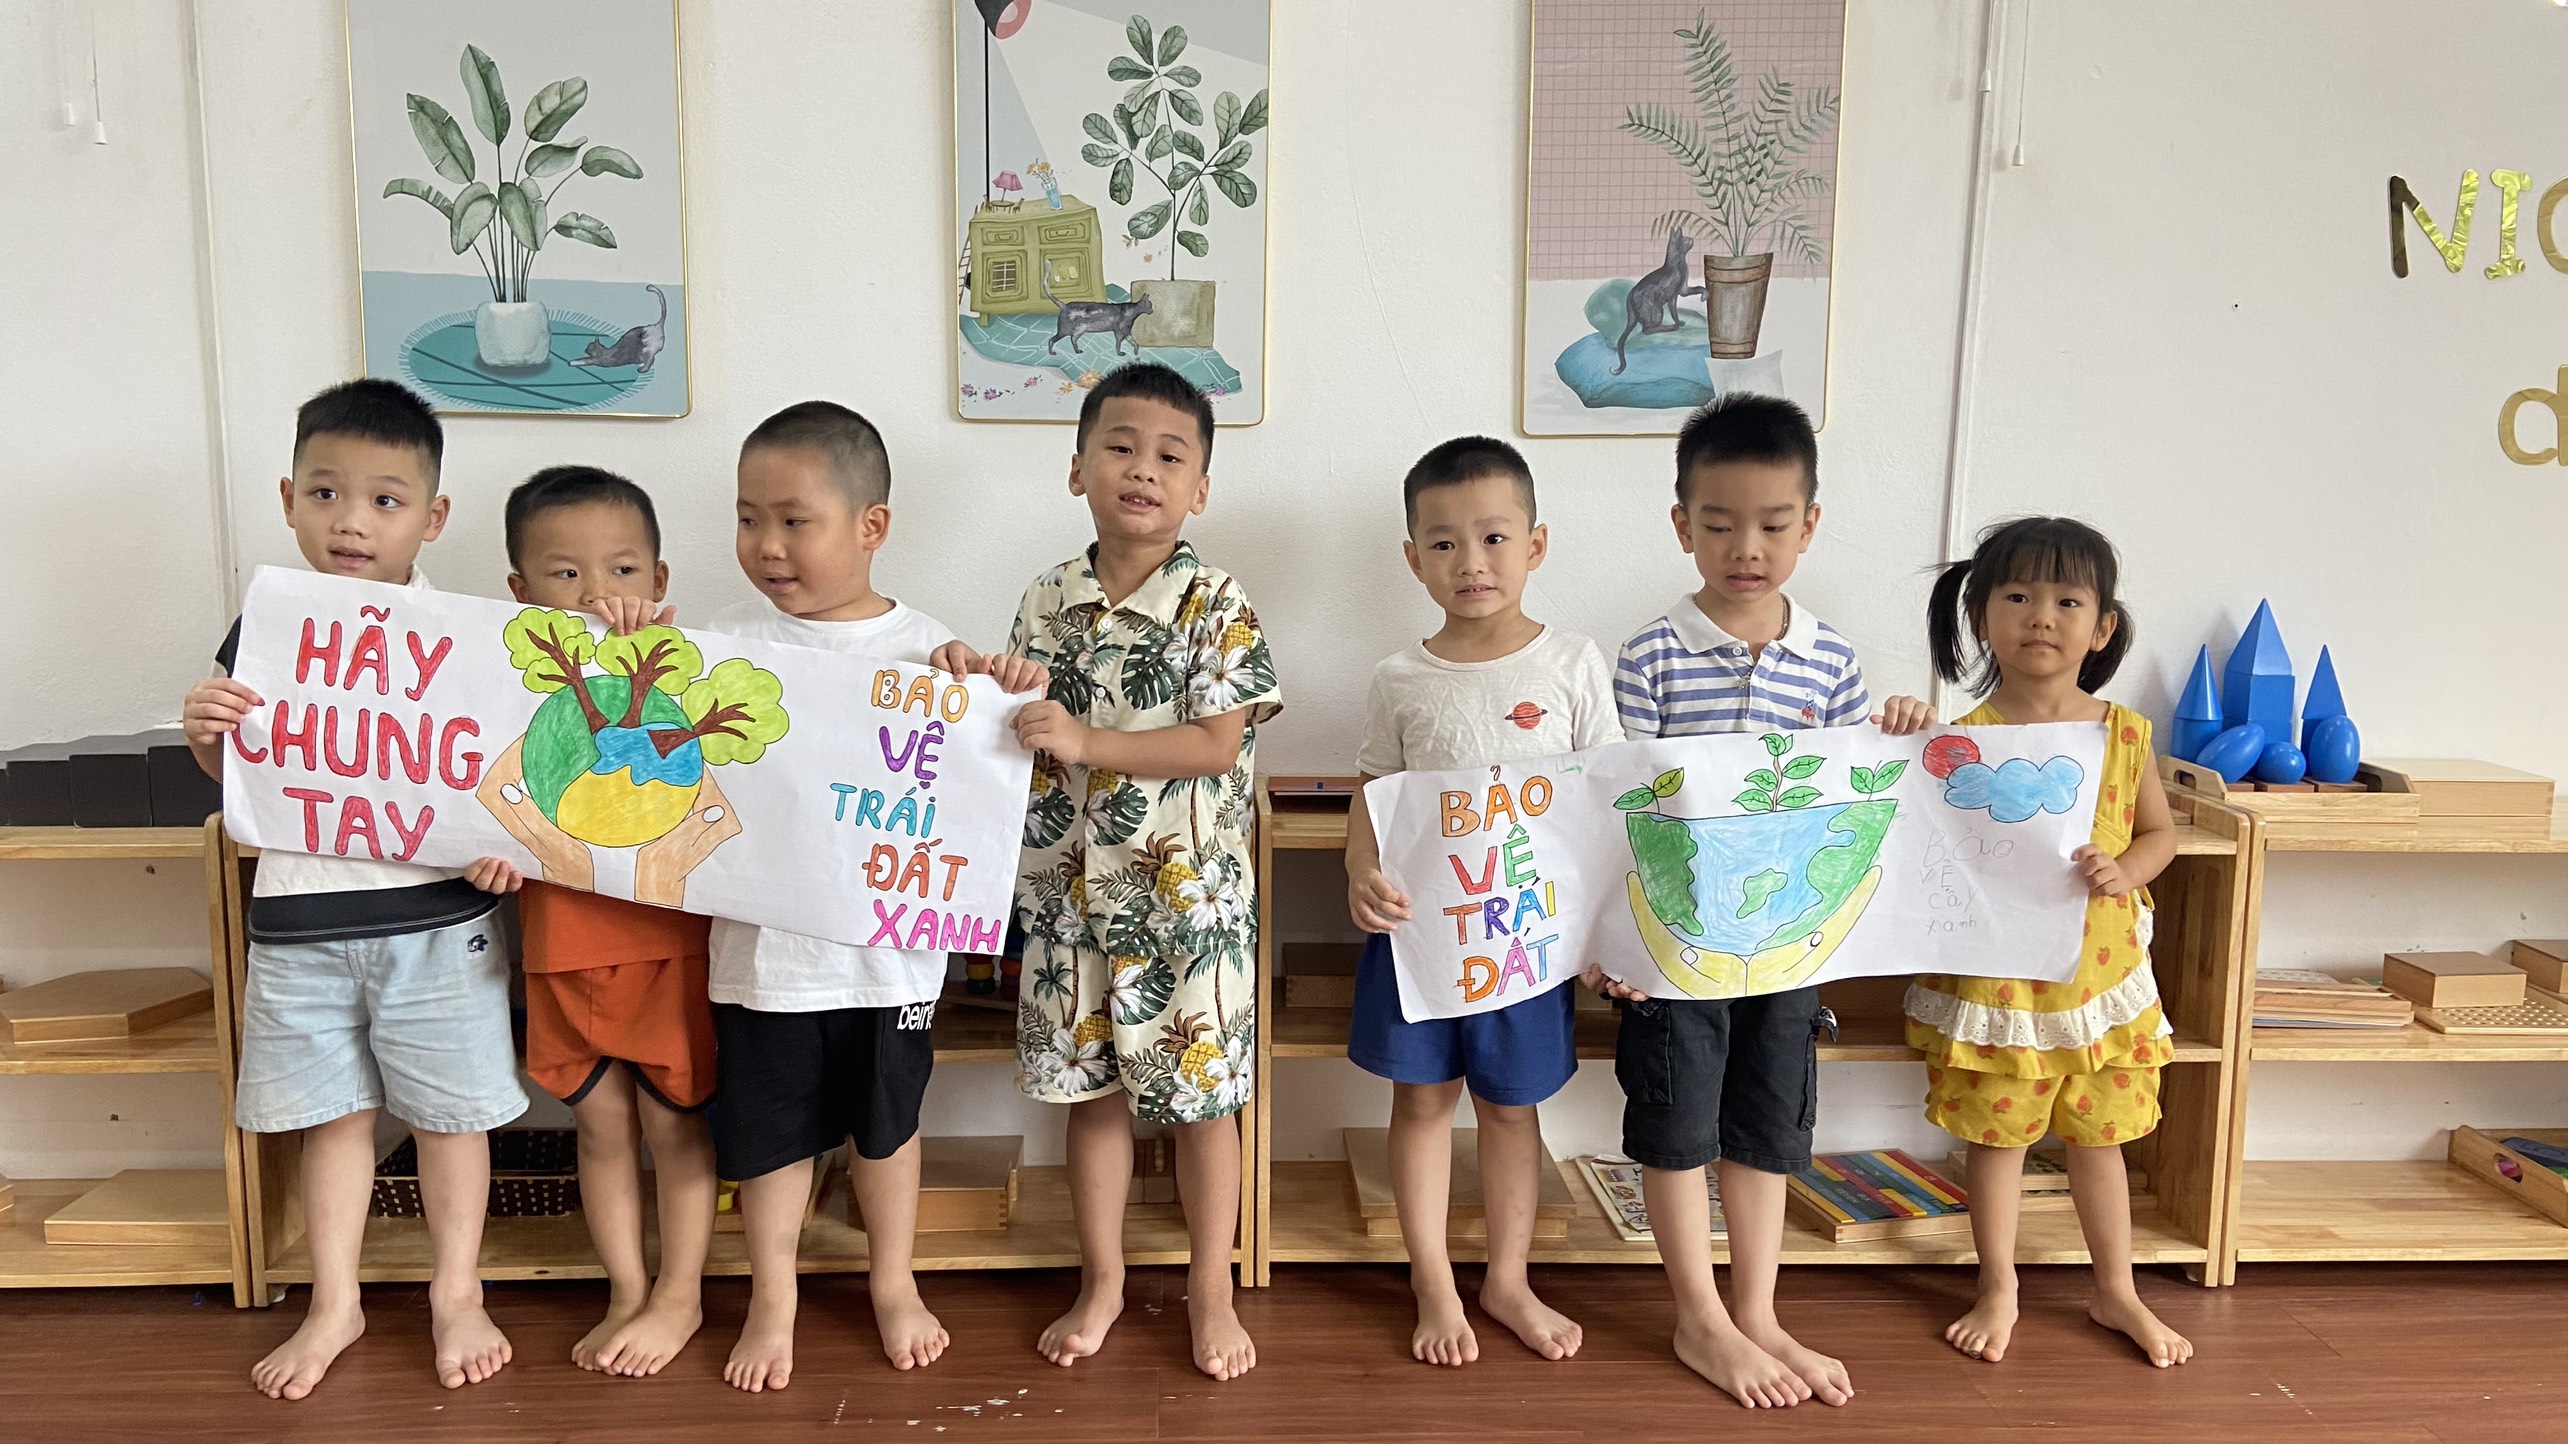 HÃY
CHUNG
TAY
BẢO
VỆ
TRÁI
ĐẤT
XANH
BẢO
VỆ
TRÁI
ĐẤT
Bảo
vệ
cây
xanh